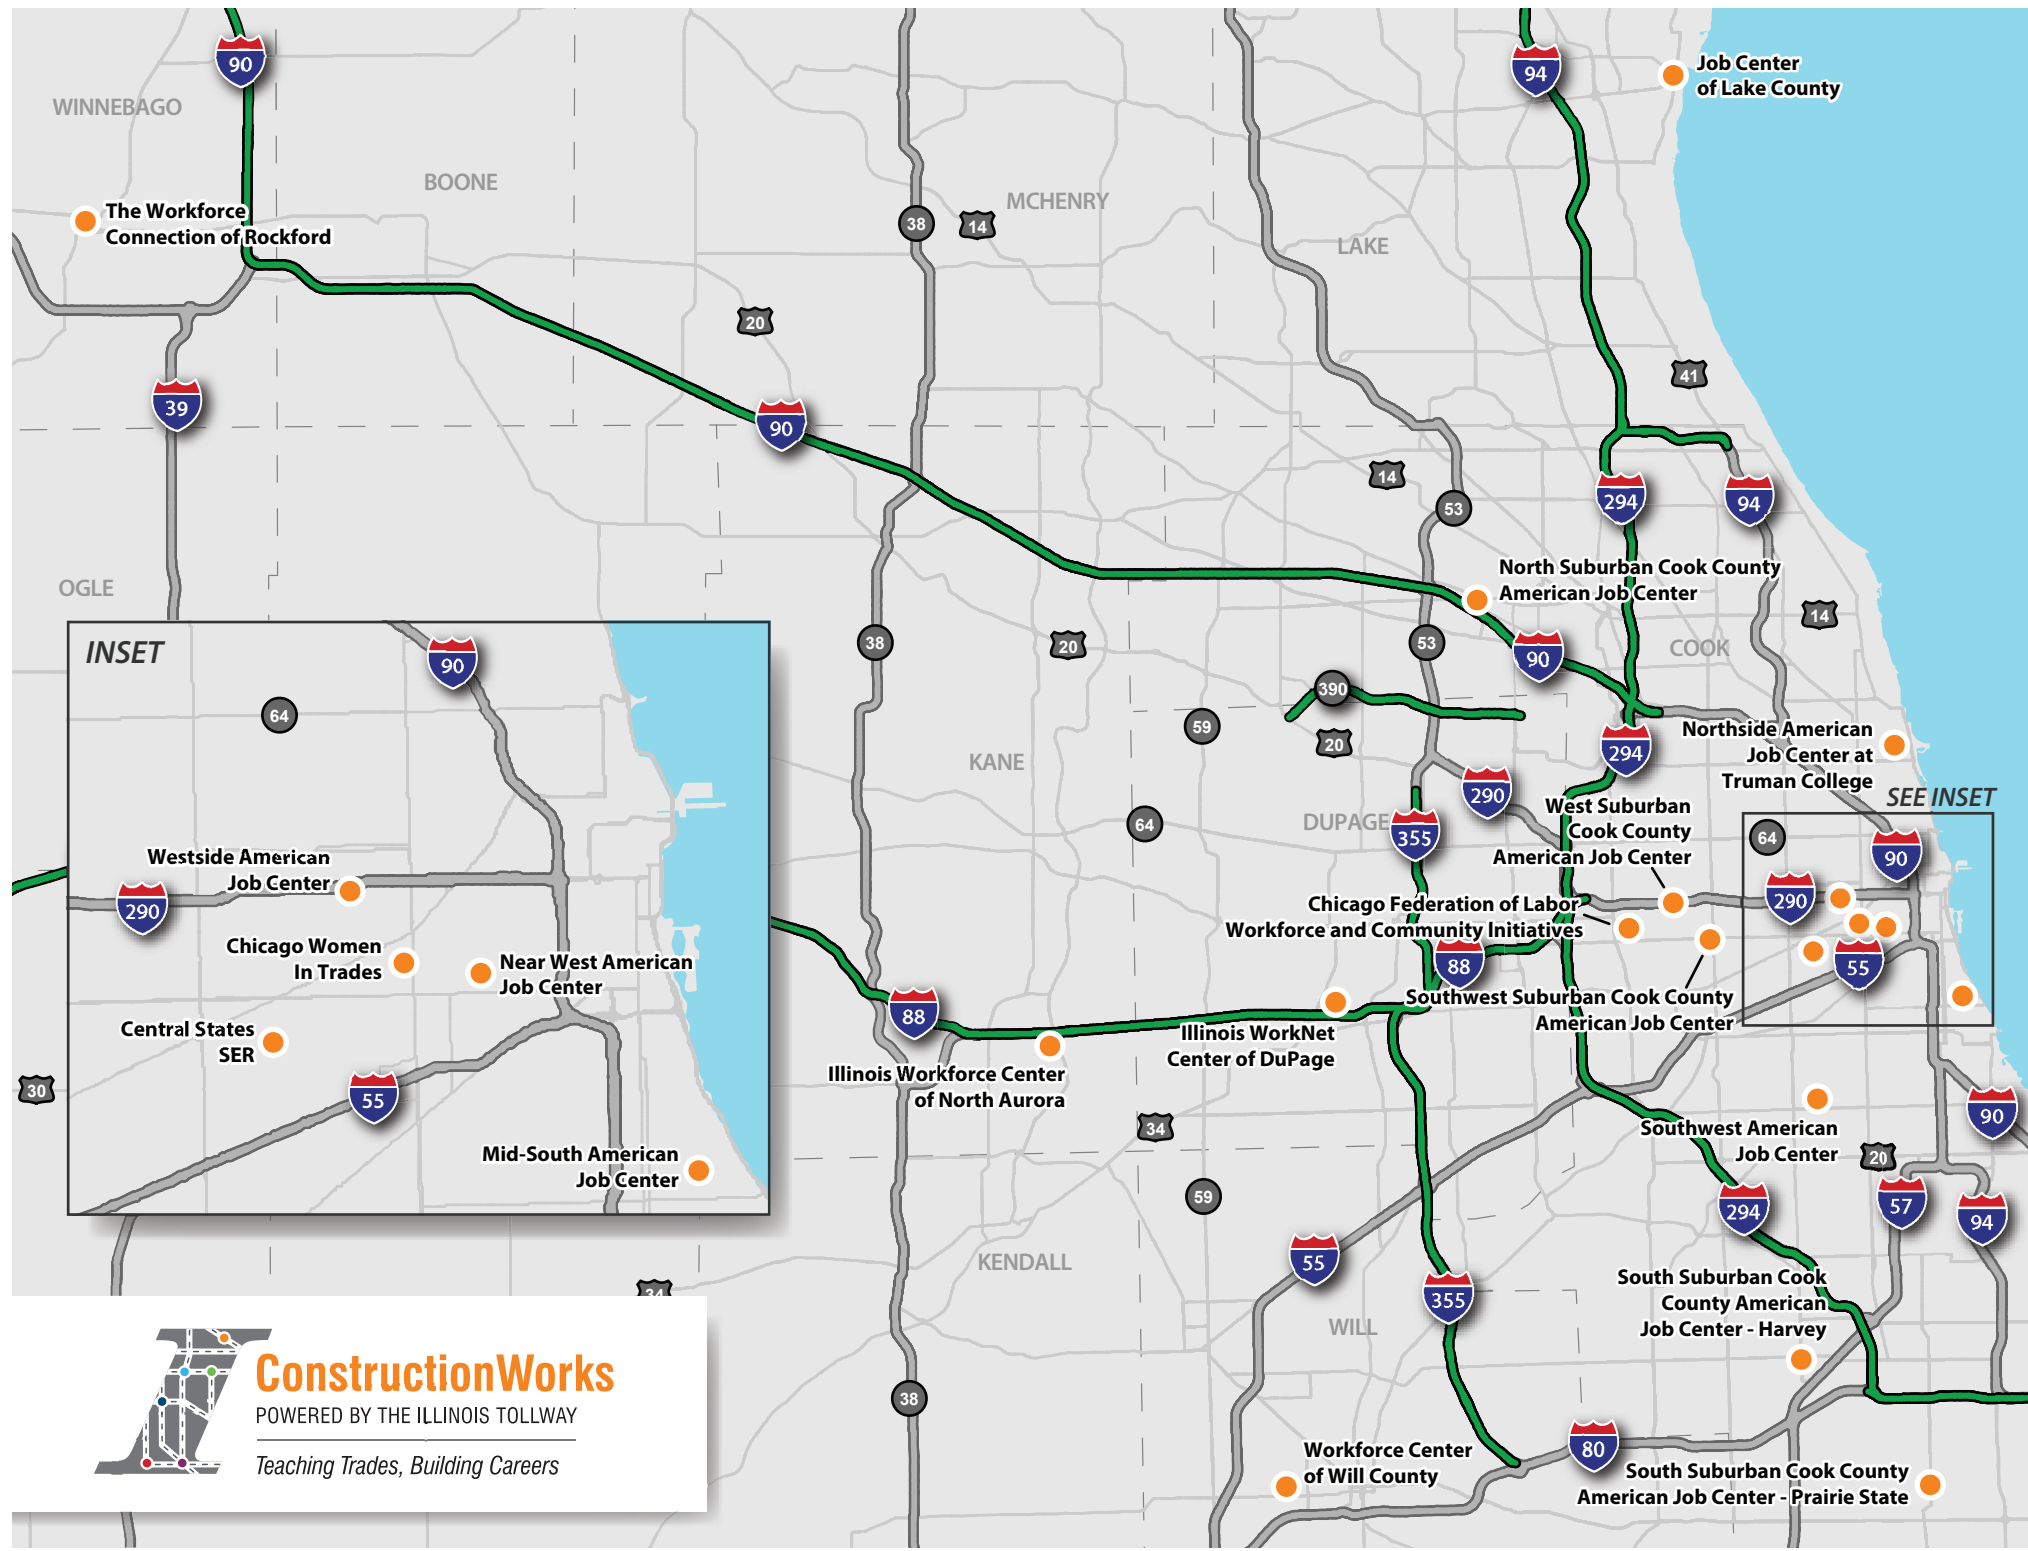 90
94
Job Center
of Lake County
WINNEBAGO
BOONE
MCHENRY
The Workforce
Connection of Rockford
38
14
LAKE
20
41
39
90
14
294
94
53
OGLE
North Suburban Cook County
American Job Center
14
38
20
53
90
COOK
390
59
20
294
Northside American
Job Center at
Truman College
KANE
290
SEE INSET
64
DUPAGE
355
West Suburban
Cook County
American Job Center
64
90
290
Chicago Federation of Labor
Workforce and Community Initiatives
88
55
Southwest Suburban Cook County
American Job Center
88
Illinois WorkNet
Center of DuPage
Illinois Workforce Center
of North Aurora
30
34
90
Southwest American
Job Center
20
59
294
57
94
KENDALL
55
South Suburban Cook
County American
Job Center - Harvey
355
WILL
34
38
80
Workforce Center
of Will County
South Suburban Cook County
American Job Center - Prairie State
INSET
90
64
Westside American
Job Center
290
Chicago Women
In Trades
Near West American
Job Center
Central States
SER
55
Mid-South American
Job Center
ConstructionWorks
POWERED BY THE ILLINOIS TOLLWAY
Teaching Trades, Building Careers